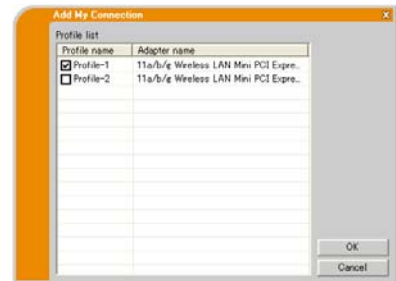 Add My Connection
Profile list
Profile name Adapter name
Profile-1 11a/b/g Wireless LAN Mini PCI Expre...
Profile-2 11a/b/g Wireless LAN Mini PCI Expre...
OK
Cancel